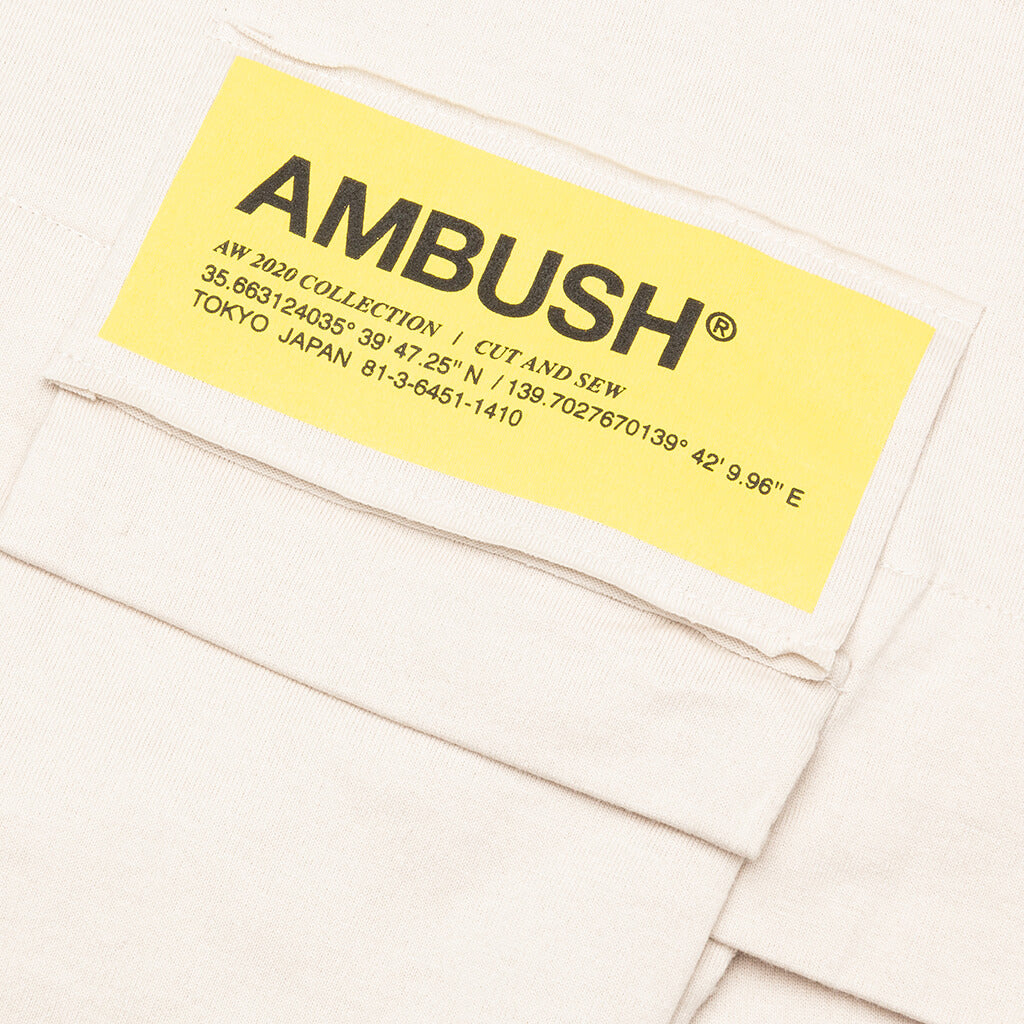 AMBUSH®
AW 2020 COLLECTION / CUT AND SEW
35.663124035° 39' 47.25" N / 139.7027670139° 42' 9.96" E
TOKYO JAPAN 81-3-6451-1410